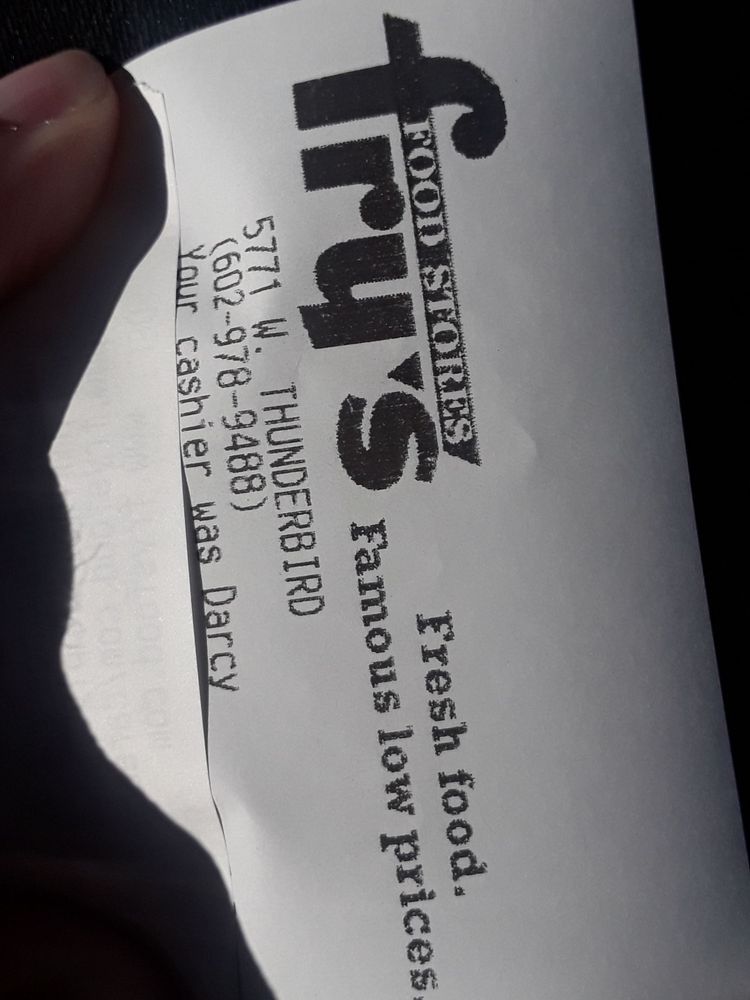 fry's
FOOD STORES
Fresh food.
Famous low prices.
5771 W. THUNDERBIRD
(602-978-9488)
Your cashier was Darcy